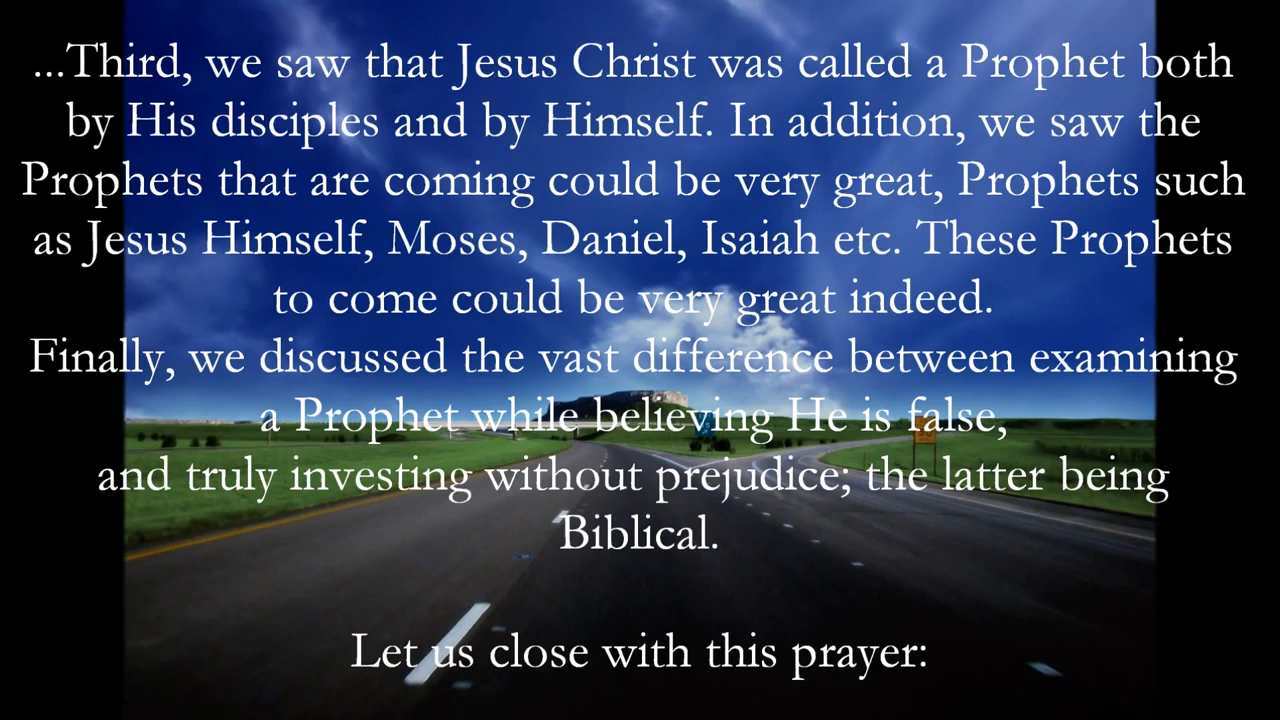 ...Third, we saw that Jesus Christ was called a Prophet both
by His disciples and by Himself. In addition, we saw the
Prophets that are coming could be very great, Prophets such
as Jesus Himself, Moses, Daniel, Isaiah etc. These Prophets
to come could be very great indeed.
Finally, we discussed the vast difference between examining
a Prophet while believing He is false,
and truly investing without prejudice; the latter being
Biblical.
Let us close with this prayer: